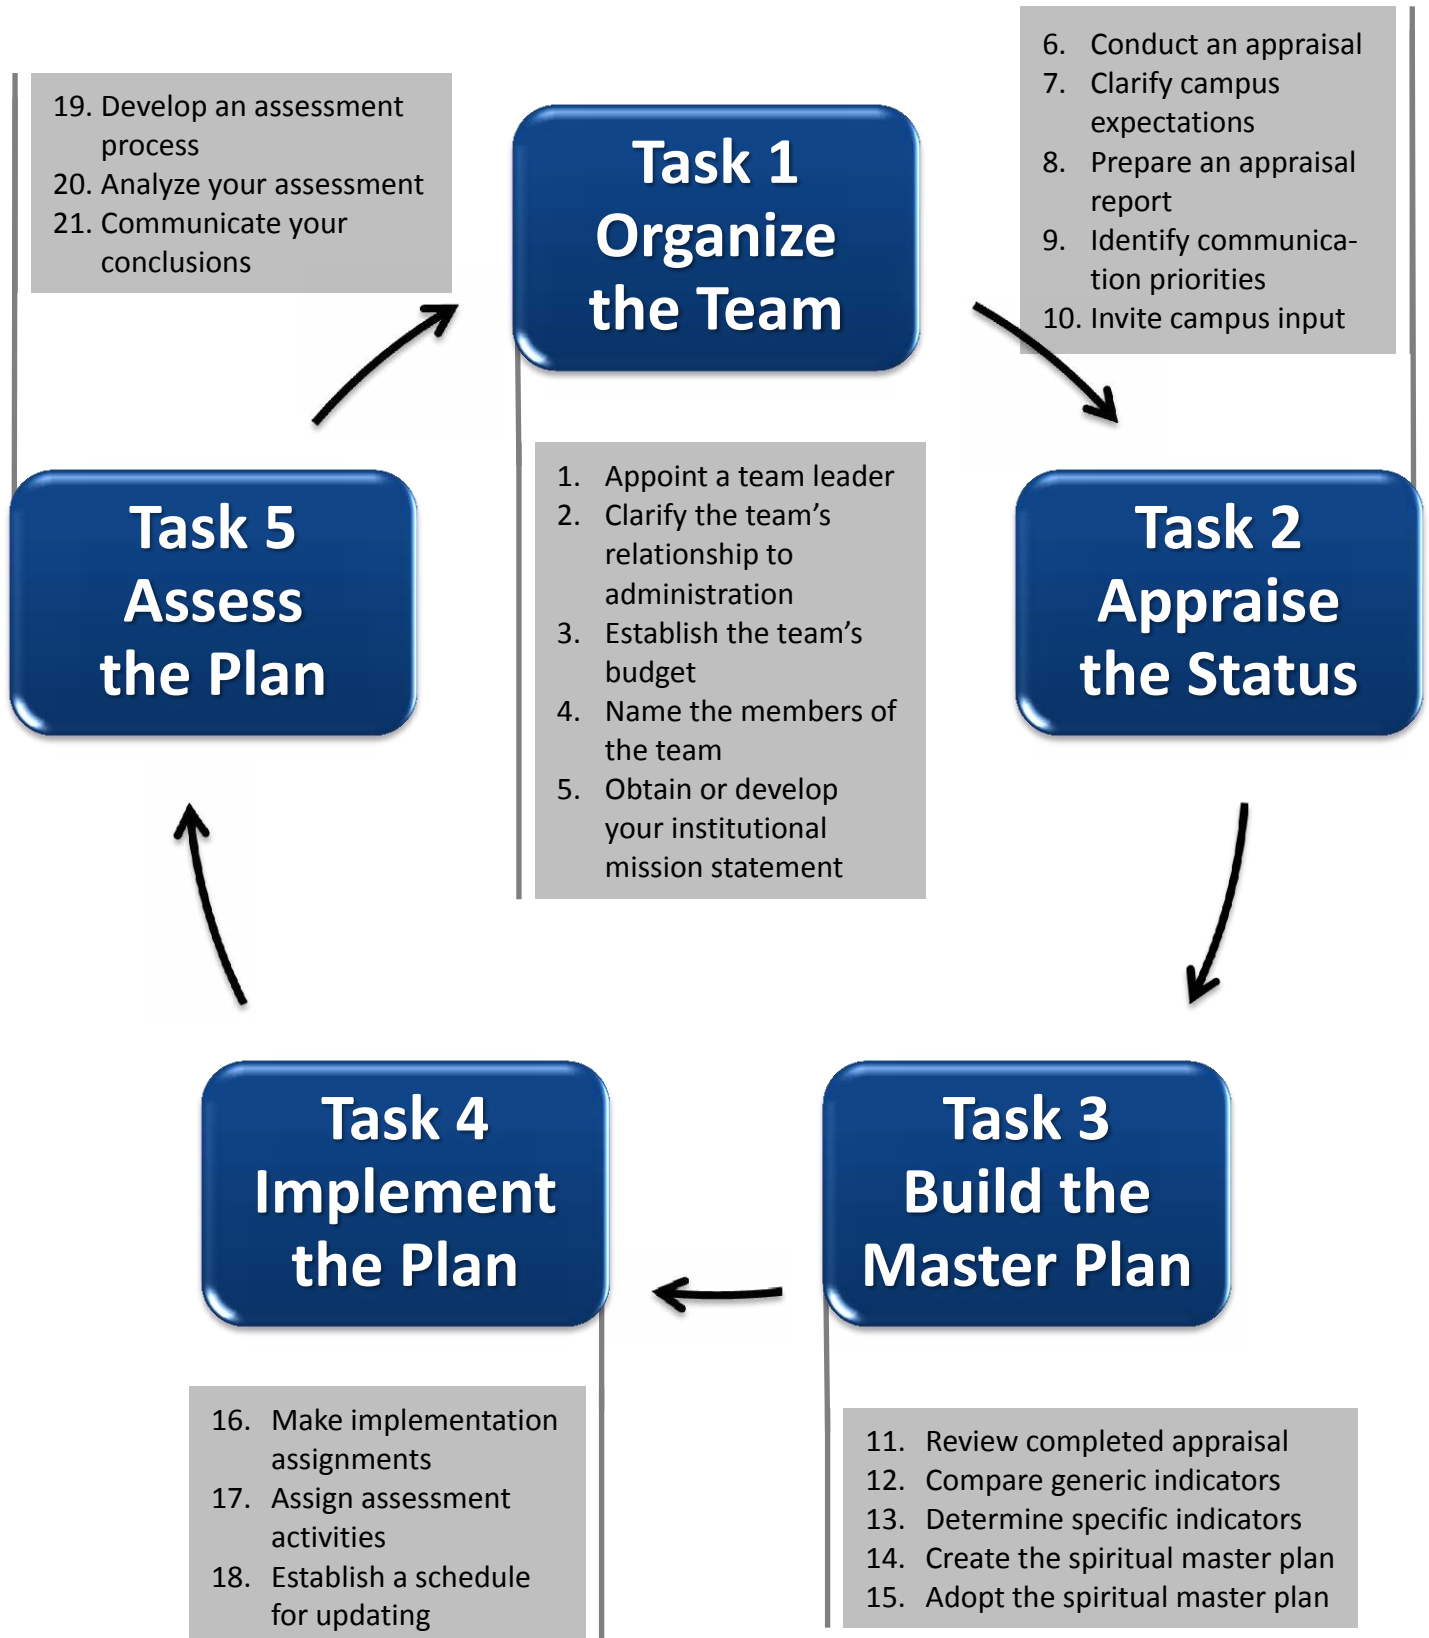 Task 1
Organize
the Team
1. Appoint a team leader
2. Clarify the team’s
relationship to
administration
3. Establish the team’s
budget
4. Name the members of
the team
5. Obtain or develop
your institutional
mission statement
6. Conduct an appraisal
7. Clarify campus
expectations
8. Prepare an appraisal
report
9. Identify communica-
tion priorities
10. Invite campus input
Task 2
Appraise
the Status
Task 3
Build the
Master Plan
11. Review completed appraisal
12. Compare generic indicators
13. Determine specific indicators
14. Create the spiritual master plan
15. Adopt the spiritual master plan
Task 4
Implement
the Plan
16. Make implementation
assignments
17. Assign assessment
activities
18. Establish a schedule
for updating
19. Develop an assessment
process
20. Analyze your assessment
21. Communicate your
conclusions
Task 5
Assess
the Plan